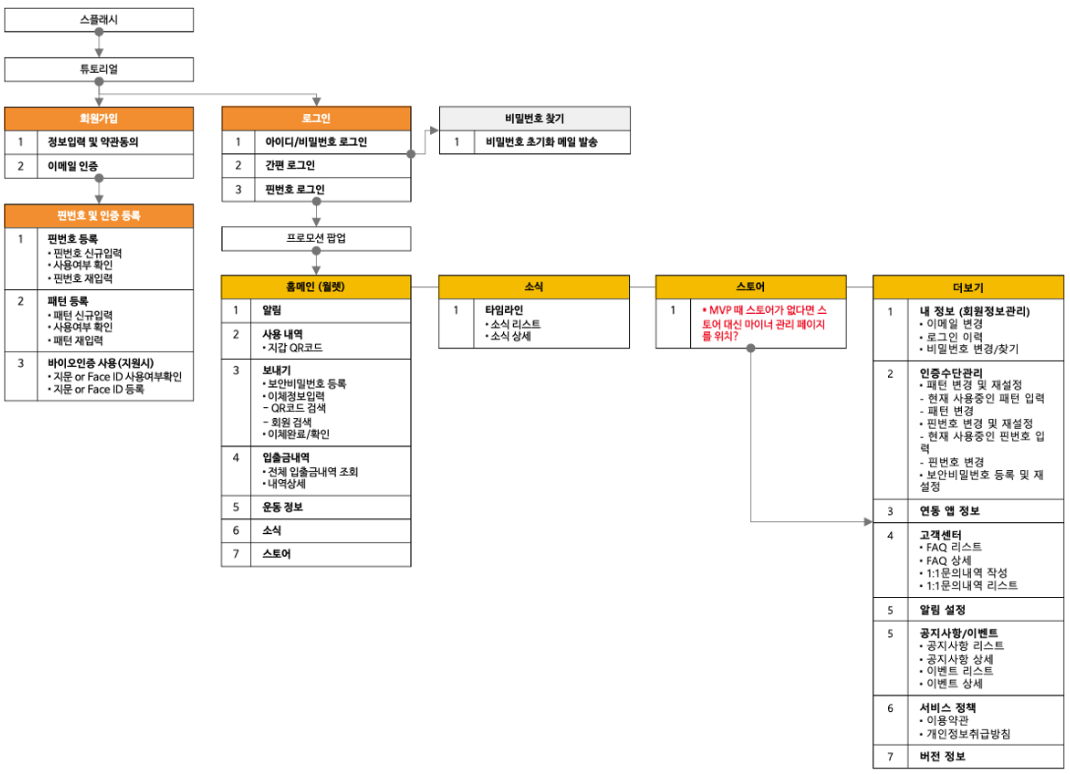 스플래시
튜토리얼
회원가입
1 정보입력 및 약관동의
2 이메일 인증
핀번호 및 인증 등록
1 핀번호 등록
• 핀번호 신규입력
• 사용여부 확인
• 핀번호 재입력
2 패턴 등록
• 패턴 신규입력
• 사용여부 확인
• 패턴 재입력
3 바이오인증 사용(지원시)
• 지문 or Face ID 사용여부확인
• 지문 or Face ID 등록
로그인
1 아이디/비밀번호 로그인
2 간편 로그인
3 핀번호 로그인
비밀번호 찾기
1 비밀번호 초기화 메일 발송
프로모션 팝업
홈메인 (월렛)
1 알림
2 사용 내역
• 지갑 QR코드
3 보내기
• 보안비밀번호 등록
• 이체정보입력
– QR코드 검색
– 회원 검색
• 이체완료/확인
4 입출금내역
• 전체 입출금내역 조회
• 내역상세
5 운동 정보
6 소식
7 스토어
소식
1 타임라인
• 소식 리스트
• 소식 상세
스토어
1 • MVP 때 스토어가 없다면 스
토어 대신 마이너 관리 페이지
를 위치?
더보기
1 내 정보 (회원정보관리)
• 이메일 변경
• 로그인 이력
• 비밀번호 변경/찾기
2 인증수단관리
• 패턴 변경 및 재설정
- 현재 사용중인 패턴 입력
- 패턴 변경
• 핀번호 변경 및 재설정
- 현재 사용중인 핀번호 입
력
- 핀번호 변경
• 보안비밀번호 등록 및 재
설정
3 연동 앱 정보
4 고객센터
• FAQ 리스트
• FAQ 상세
• 1:1문의내역 작성
• 1:1문의내역 리스트
5 알림 설정
5 공지사항/이벤트
• 공지사항 리스트
• 공지사항 상세
• 이벤트 리스트
• 이벤트 상세
6 서비스 정책
• 이용약관
• 개인정보취급방침
7 버전 정보